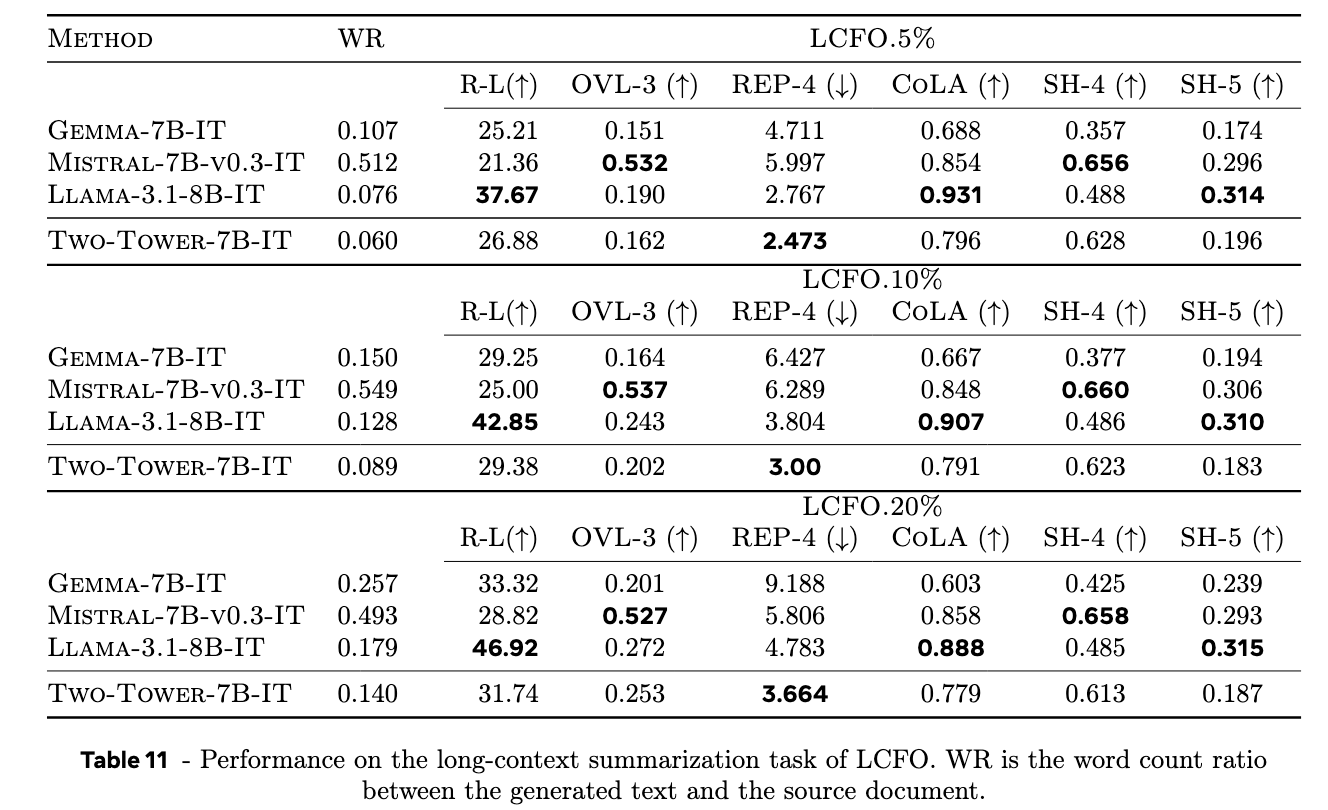 METHOD WR LCFO.5%
R-L(↑) OVL-3 (↑) REP-4 (↓) COLA (↑) SH-4 (↑) SH-5 (↑)
GEMMA-7B-IT 0.107 25.21 0.151 4.711 0.688 0.357 0.174
MISTRAL-7B-V0.3-IT 0.512 21.36 0.532 5.997 0.854 0.656 0.296
LLAMA-3.1-8B-IT 0.076 37.67 0.190 2.767 0.931 0.488 0.314
TWO-TOWER-7B-IT 0.060 26.88 0.162 2.473 0.796 0.628 0.196
LCFO.10%
R-L(↑) OVL-3 (↑) REP-4 (↓) COLA (↑) SH-4 (↑) SH-5 (↑)
GEMMA-7B-IT 0.150 29.25 0.164 6.427 0.667 0.377 0.194
MISTRAL-7B-V0.3-IT 0.549 25.00 0.537 6.289 0.848 0.660 0.306
LLAMA-3.1-8B-IT 0.128 42.85 0.243 3.804 0.907 0.486 0.310
TWO-TOWER-7B-IT 0.089 29.38 0.202 3.00 0.791 0.623 0.183
LCFO.20%
R-L(↑) OVL-3 (↑) REP-4 (↓) COLA (↑) SH-4 (↑) SH-5 (↑)
GEMMA-7B-IT 0.257 33.32 0.201 9.188 0.603 0.425 0.239
MISTRAL-7B-V0.3-IT 0.493 28.82 0.527 5.806 0.858 0.658 0.293
LLAMA-3.1-8B-IT 0.179 46.92 0.272 4.783 0.888 0.485 0.315
TWO-TOWER-7B-IT 0.140 31.74 0.253 3.664 0.779 0.613 0.187
Table 11 - Performance on the long-context summarization task of LCFO. WR is the word count ratio
between the generated text and the source document.